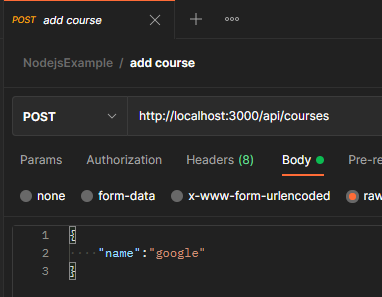 POST add course
NodejsExample / add course
POST http://localhost:3000/api/courses
Params Authorization Headers (8) Body Pre-re
none form-data x-www-form-urlencoded raw
1 {
2 "name":"google"
3 }